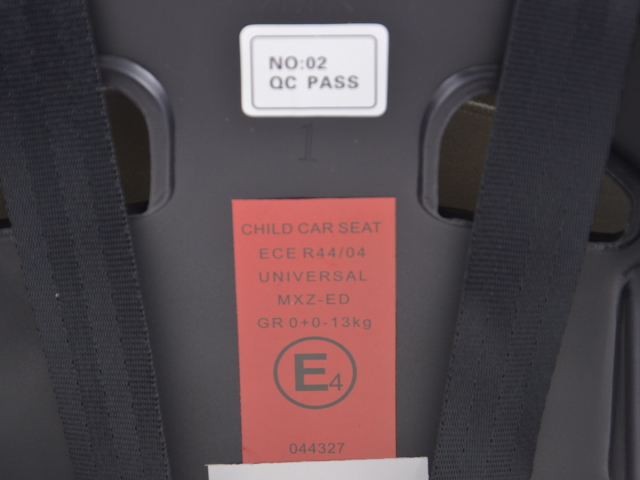 NO:02
QC PASS
1
CHILD CAR SEAT
ECE R44/04
UNIVERSAL
MXZ-ED
GR 0+0-13kg
E4
044327